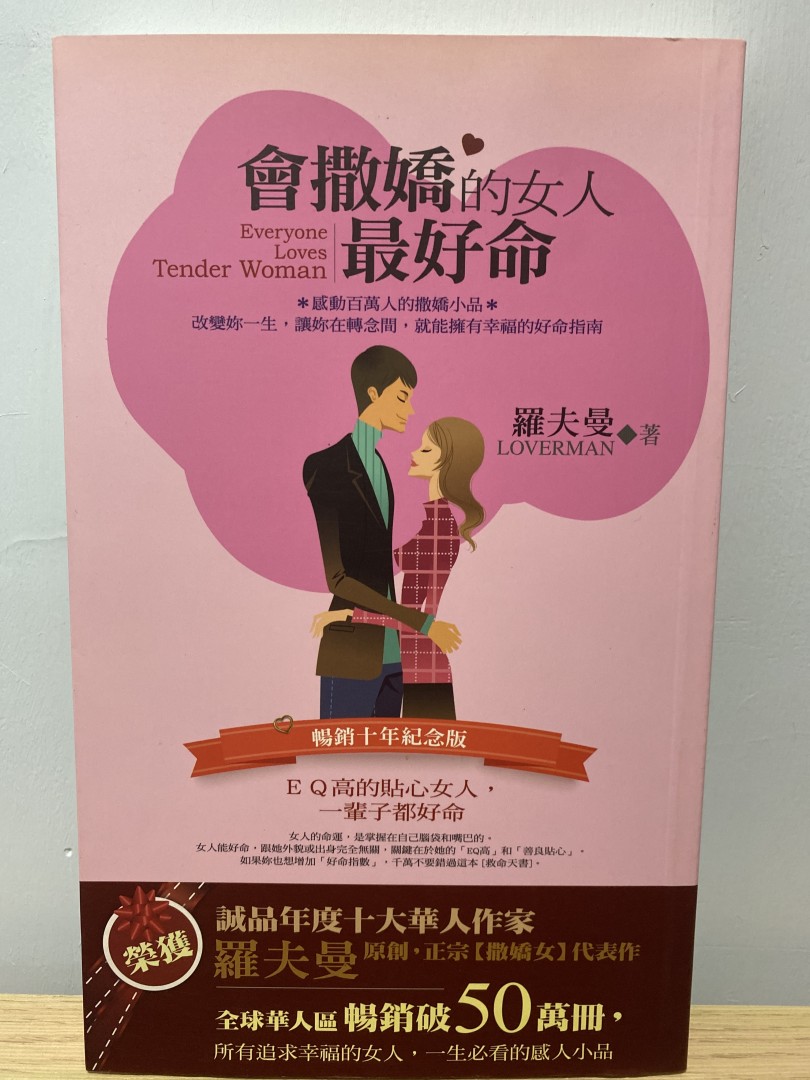 會撒嬌的女人
Everyone
Loves
Tender Woman
最好命
＊感動百萬人的撒嬌小品＊
改變妳一生，讓妳在轉念間，就能擁有幸福的好命指南
羅夫曼◆著
LOVERMAN
暢銷十年紀念版
ＥＱ高的貼心女人，
一輩子都好命
女人的命運，是掌握在自己腦袋和嘴巴的。
女人能好命，跟她外貌或出身完全無關，關鍵在於她的「EQ高」和「善良貼心」。
如果妳也想增加「好命指數」，千萬不要錯過這本 [救命天書]。
榮獲
誠品年度十大華人作家
羅夫曼 原創・正宗【撒嬌女】代表作
全球華人區 暢銷破50萬冊，
所有追求幸福的女人，一生必看的感人小品